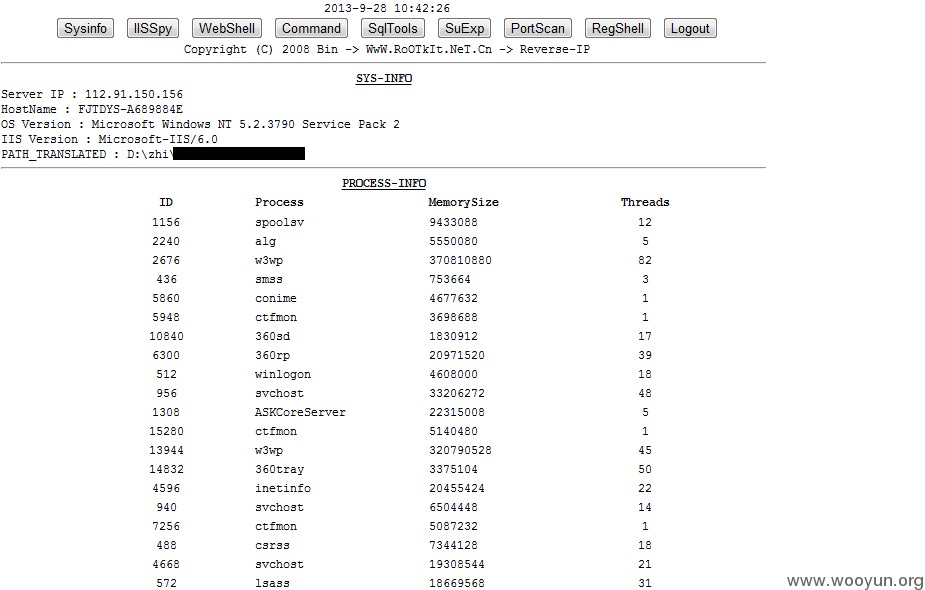 2013-9-28 10:42:26
Sysinfo IISSpy WebShell Command SqlTools SuExp PortScan RegShell Logout
Copyright (C) 2008 Bin -> WwW.RoOTkIt.NeT.Cn -> Reverse-IP
SYS-INFO
Server IP : 112.91.150.156
HostName : FJTDYS-A689884E
OS Version : Microsoft Windows NT 5.2.3790 Service Pack 2
IIS Version : Microsoft-IIS/6.0
PATH_TRANSLATED : D:\zhi\
PROCESS-INFO
ID Process MemorySize Threads
1156 spoolsv 9433088 12
2240 alg 5550080 5
2676 w3wp 370810880 82
436 smss 753664 3
5860 conime 4677632 1
5948 ctfmon 3698688 1
10840 360sd 1830912 17
6300 360rp 20971520 39
512 winlogon 4608000 18
956 svchost 33206272 48
1308 ASKCoreServer 22315008 5
15280 ctfmon 5140480 1
13944 w3wp 320790528 45
14832 360tray 3375104 50
4596 inetinfo 20455424 22
940 svchost 6504448 14
7256 ctfmon 5087232 1
488 csrss 7344128 18
4668 svchost 19308544 21
572 lsass 18669568 31
www.wooyun.org